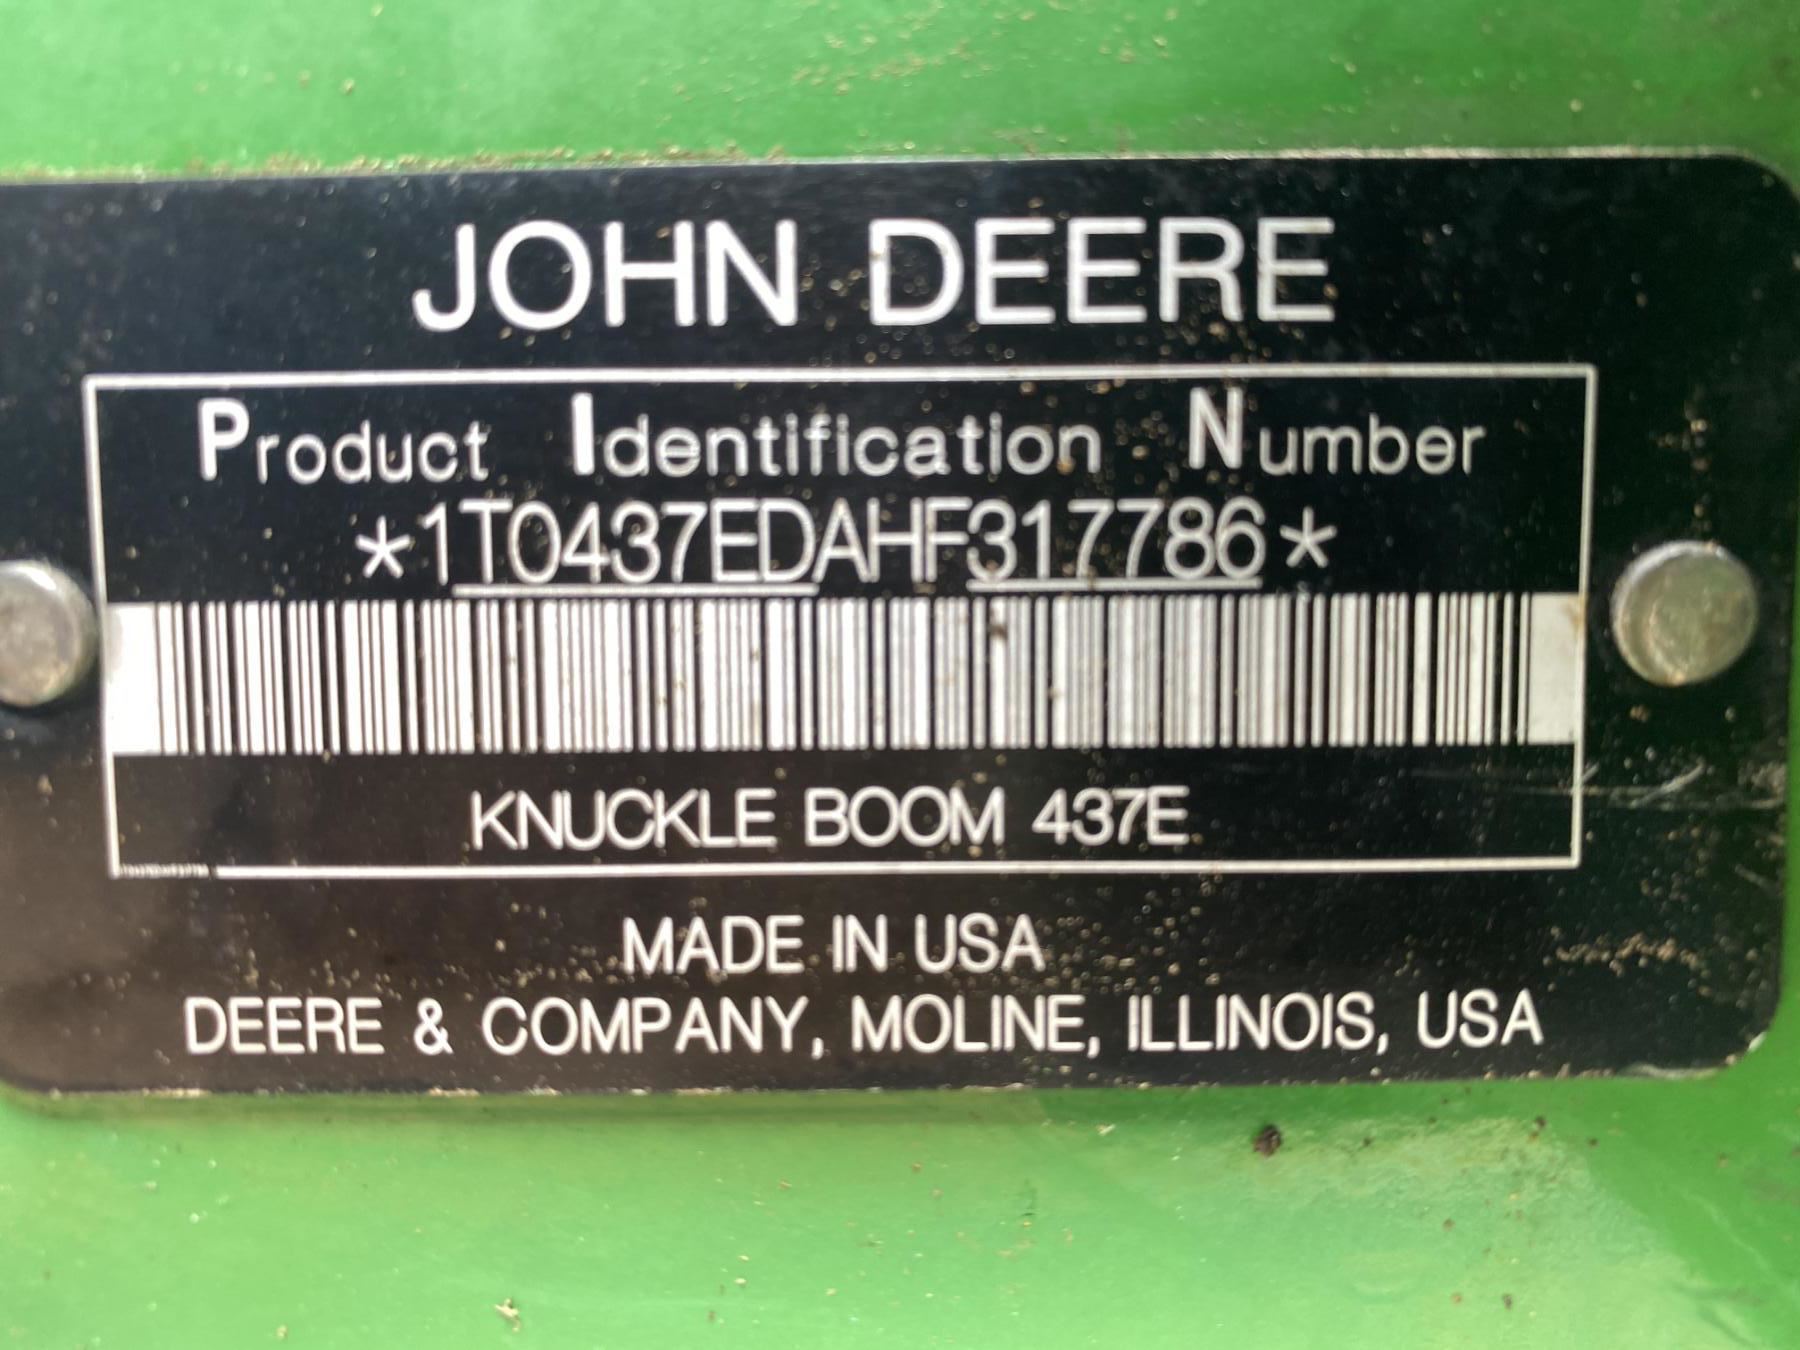 JOHN DEERE
Product Identification Number
*1T0437EDAHF317786*
KNUCKLE BOOM 437E
MADE IN USA
DEERE & COMPANY, MOLINE, ILLINOIS, USA